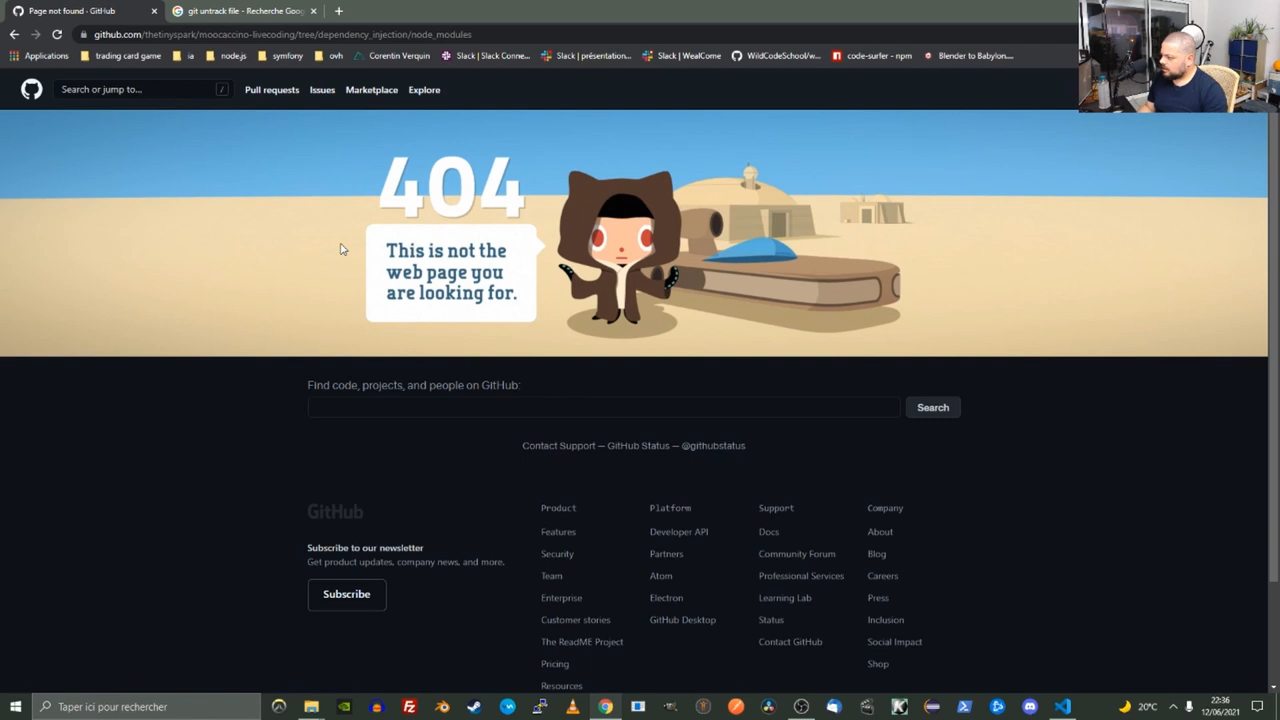 Page not found · GitHub
git untrack file - Recherche Goo
github.com/thetinyspark/moocaccino-livecoding/tree/dependency_injection/node_modules
Applications
trading card game
ia
node.js
symfony
ovh
Corentin Verquin
Slack | Slack Conne...
Slack | présentation...
Slack | WealCome
WildCodeSchool/w...
code-surfer - npm
Blender to Babylon....
Search or jump to...
/
Pull requests
Issues
Marketplace
Explore
404
This is not the
web page you
are looking for.
Find code, projects, and people on GitHub:
Search
Contact Support — GitHub Status — @githubstatus
GitHub
Subscribe to our newsletter
Get product updates, company news, and more.
Subscribe
Product
Features
Security
Team
Enterprise
Customer stories
The ReadME Project
Pricing
Resources
Platform
Developer API
Partners
Atom
Electron
GitHub Desktop
Support
Docs
Community Forum
Professional Services
Learning Lab
Status
Contact GitHub
Company
About
Blog
Careers
Press
Inclusion
Social Impact
Shop
Taper ici pour rechercher
20°C
22:36
12/06/2021